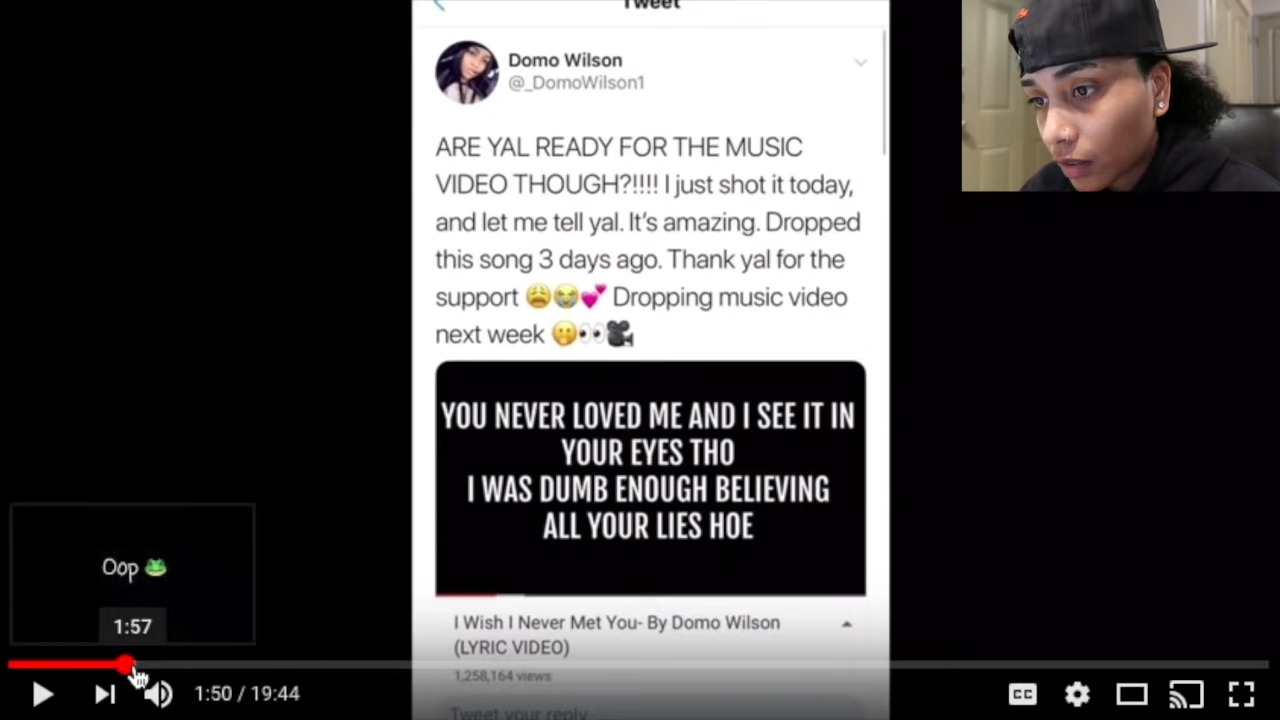 Tweet
Domo Wilson
@_DomoWilson1
ARE YAL READY FOR THE MUSIC
VIDEO THOUGH?!!!! I just shot it today,
and let me tell yal. It's amazing. Dropped
this song 3 days ago. Thank yal for the
support 😩😭💕 Dropping music video
next week 🤭👀🎥
YOU NEVER LOVED ME AND I SEE IT IN
YOUR EYES THO
I WAS DUMB ENOUGH BELIEVING
ALL YOUR LIES HOE
I Wish I Never Met You- By Domo Wilson
(LYRIC VIDEO)
1,258,164 views
Tweet your reply
Oop 🐸
1:57
1:50 / 19:44
CC